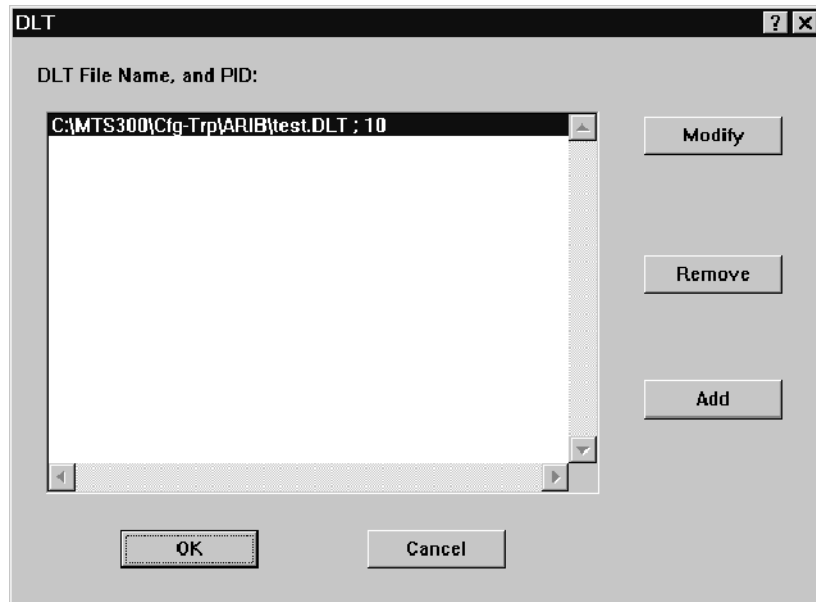 DLT
DLT File Name, and PID:
C:\MTS300\Cfg-Trp\ARIB\test.DLT ; 10
Modify
Remove
Add
OK
Cancel